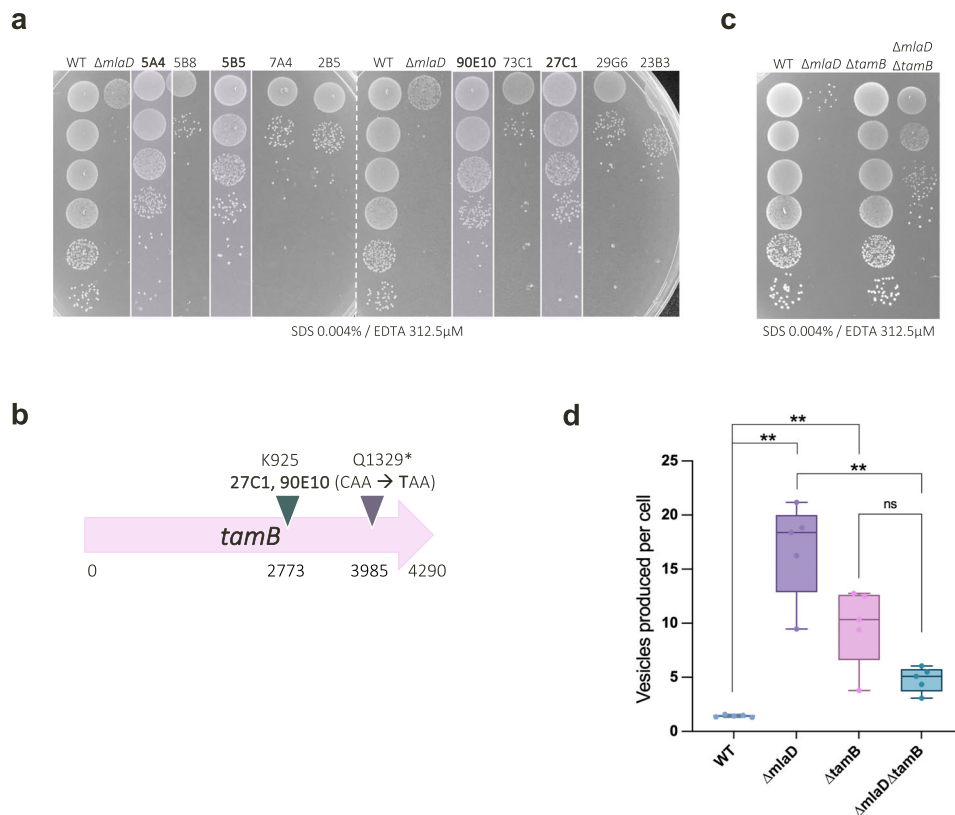 a
WT ΔmlaD 5A4 5B8 5B5 7A4 2B5 WT ΔmlaD 90E10 73C1 27C1 29G6 23B3
SDS 0.004% / EDTA 312.5µM
c
WT ΔmlaD ΔtamB ΔmlaD
ΔtamB
SDS 0.004% / EDTA 312.5µM
b
K925 Q1329*
27C1, 90E10 (CAA → TAA)
tamB
0 2773 3985 4290
d
**
**
**
ns
Vesicles produced per cell
25
20
15
10
5
0
WT
ΔmlaD
ΔtamB
ΔmlaDΔtamB